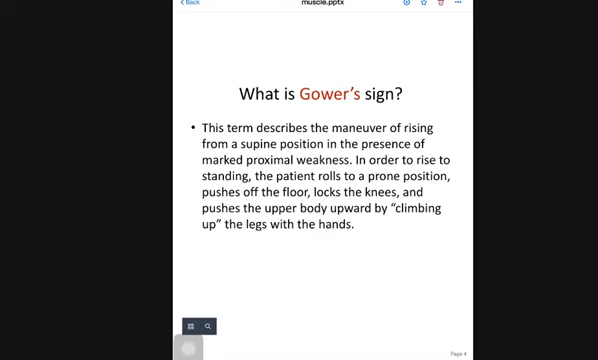 Back
muscle.pptx
What is Gower's sign?
• This term describes the maneuver of rising
from a supine position in the presence of
marked proximal weakness. In order to rise to
standing, the patient rolls to a prone position,
pushes off the floor, locks the knees, and
pushes the upper body upward by “climbing
up” the legs with the hands.
Page 4